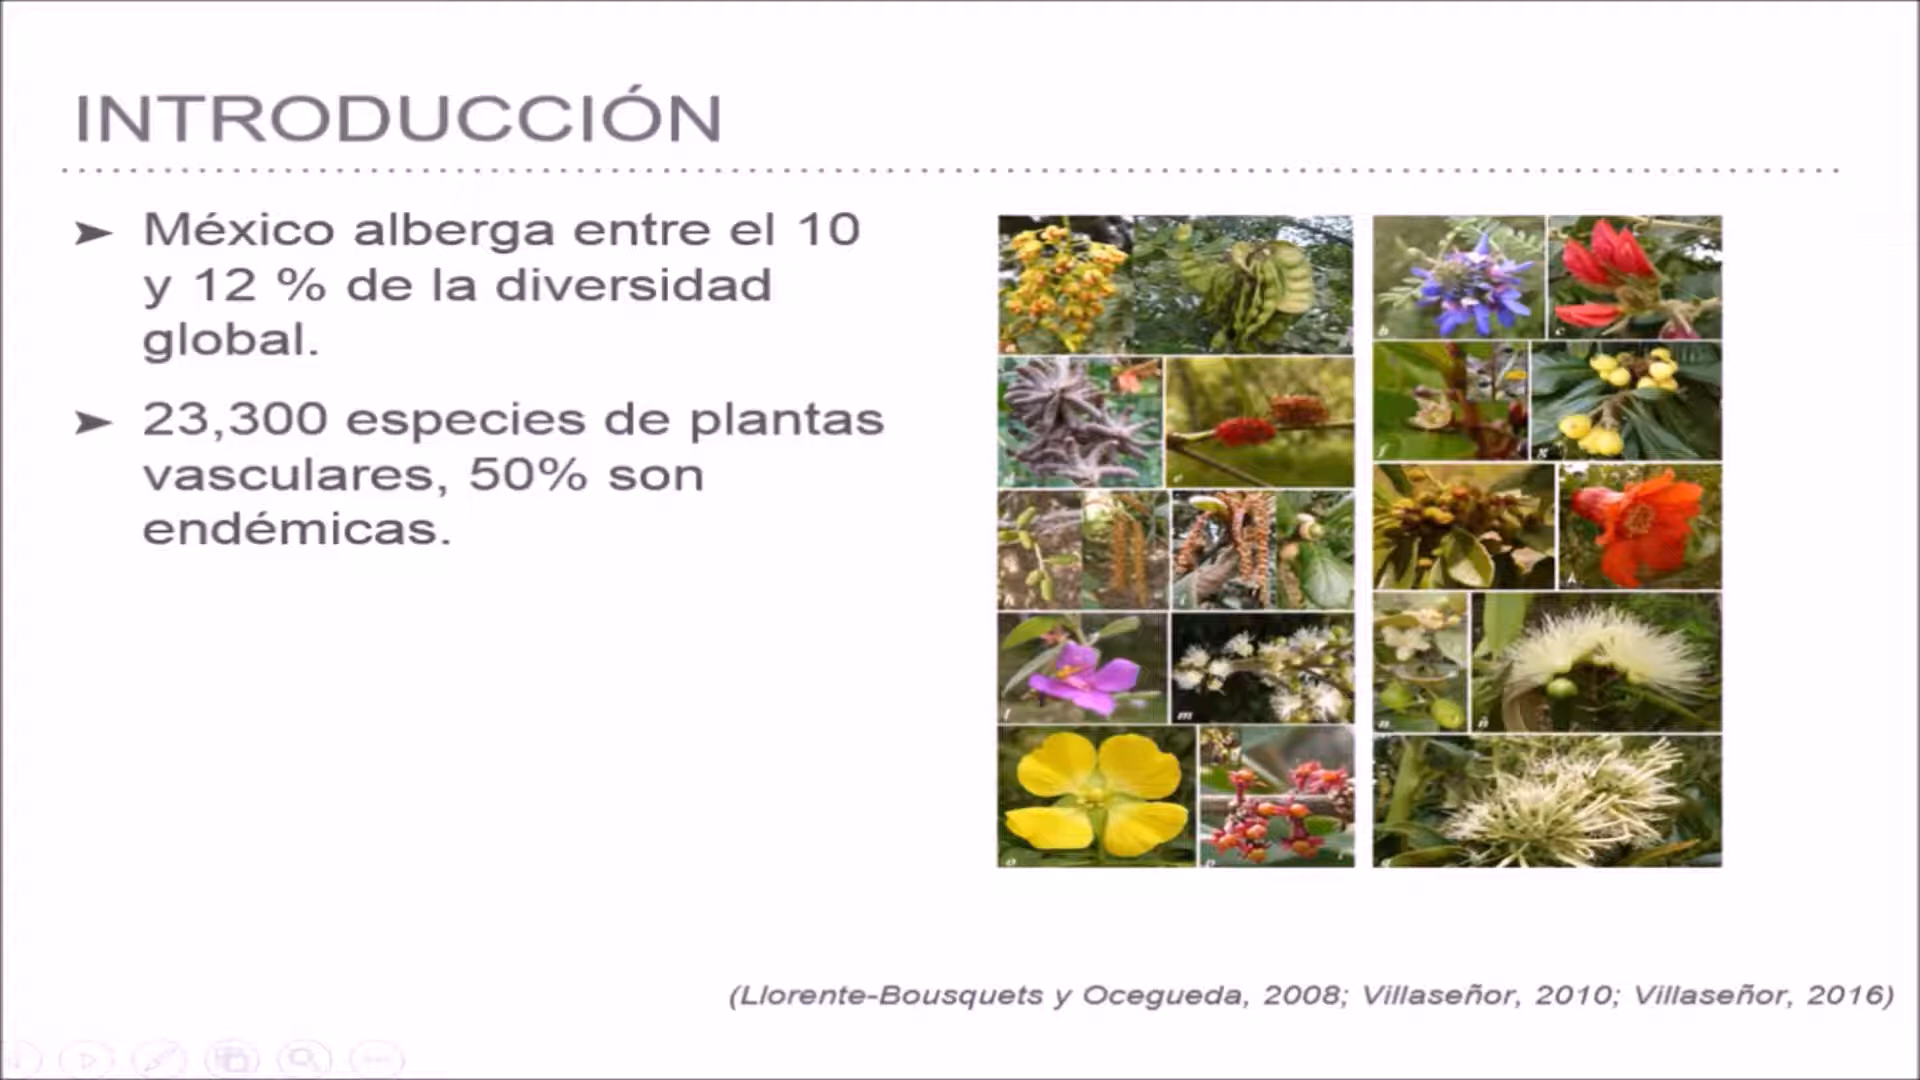 INTRODUCCIÓN
➤ México alberga entre el 10
y 12 % de la diversidad
global.
➤ 23,300 especies de plantas
vasculares, 50% son
endémicas.
(Llorente-Bousquets y Ocegueda, 2008; Villaseñor, 2010; Villaseñor, 2016)